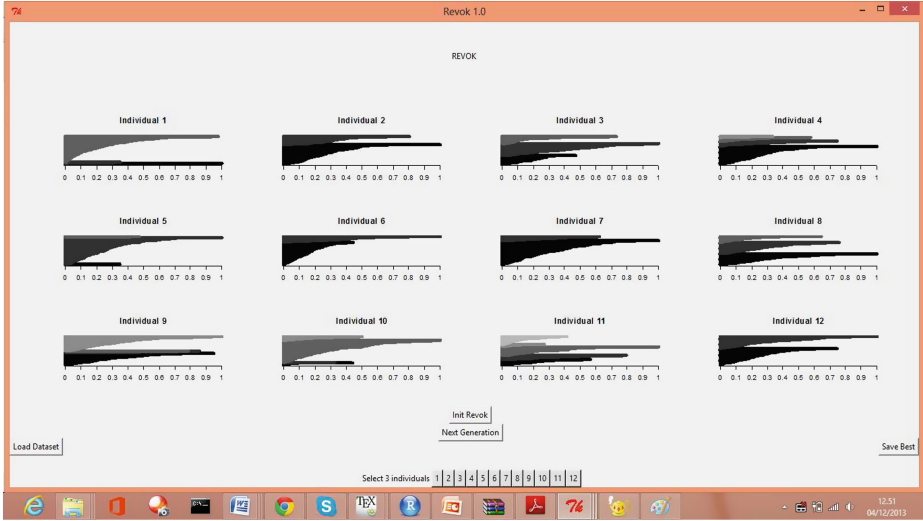 Revok 1.0
REVOK
Individual 1
0 0.1 0.2 0.3 0.4 0.5 0.6 0.7 0.8 0.9 1
Individual 2
0 0.1 0.2 0.3 0.4 0.5 0.6 0.7 0.8 0.9 1
Individual 3
0 0.1 0.2 0.3 0.4 0.5 0.6 0.7 0.8 0.9 1
Individual 4
0 0.1 0.2 0.3 0.4 0.5 0.6 0.7 0.8 0.9 1
Individual 5
0 0.1 0.2 0.3 0.4 0.5 0.6 0.7 0.8 0.9 1
Individual 6
0 0.1 0.2 0.3 0.4 0.5 0.6 0.7 0.8 0.9 1
Individual 7
0 0.1 0.2 0.3 0.4 0.5 0.6 0.7 0.8 0.9 1
Individual 8
0 0.1 0.2 0.3 0.4 0.5 0.6 0.7 0.8 0.9 1
Individual 9
0 0.1 0.2 0.3 0.4 0.5 0.6 0.7 0.8 0.9 1
Individual 10
0 0.1 0.2 0.3 0.4 0.5 0.6 0.7 0.8 0.9 1
Individual 11
0 0.1 0.2 0.3 0.4 0.5 0.6 0.7 0.8 0.9 1
Individual 12
0 0.1 0.2 0.3 0.4 0.5 0.6 0.7 0.8 0.9 1
Init Revok
Next Generation
Load Dataset
Save Best
Select 3 individuals 1 2 3 4 5 6 7 8 9 10 11 12
TEX
R
12.51
04/12/2013